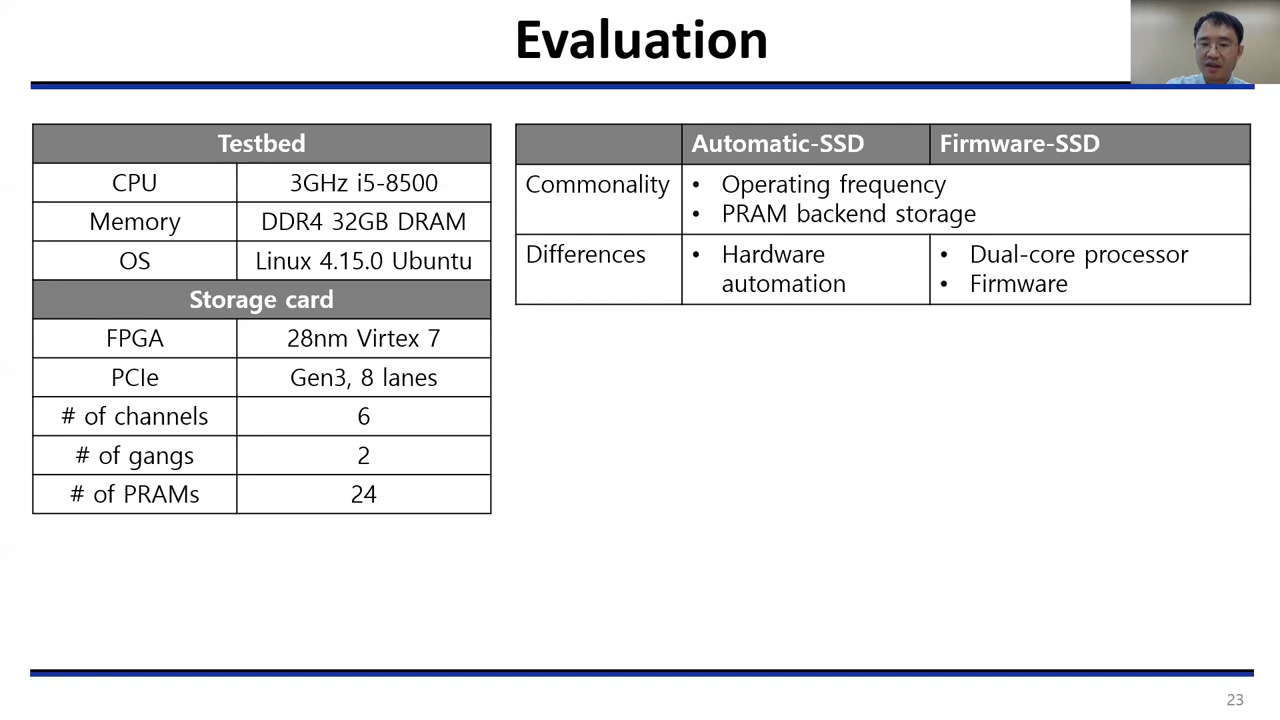 Evaluation
Testbed
CPU 3GHz i5-8500
Memory DDR4 32GB DRAM
OS Linux 4.15.0 Ubuntu
Storage card
FPGA 28nm Virtex 7
PCIe Gen3, 8 lanes
# of channels 6
# of gangs 2
# of PRAMs 24
Automatic-SSD Firmware-SSD
Commonality • Operating frequency
• PRAM backend storage
Differences • Hardware • Dual-core processor
automation • Firmware
23